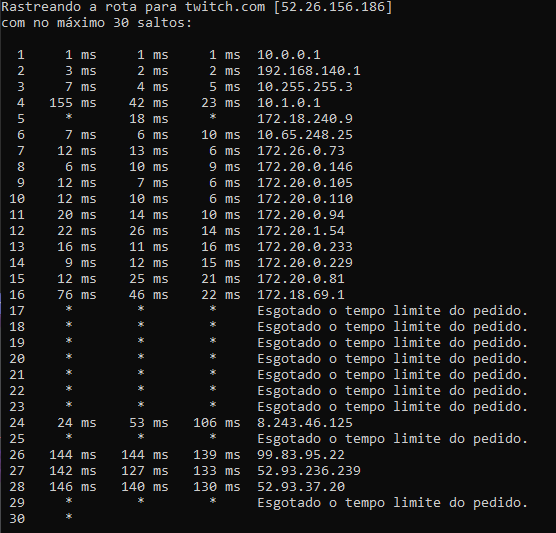 Rastreando a rota para twitch.com [52.26.156.186]
com no máximo 30 saltos:
1 1 ms 1 ms 1 ms 10.0.0.1
2 3 ms 2 ms 2 ms 192.168.140.1
3 7 ms 4 ms 5 ms 10.255.255.3
4 155 ms 42 ms 23 ms 10.1.0.1
5 * 18 ms * 172.18.240.9
6 7 ms 6 ms 10 ms 10.65.248.25
7 12 ms 13 ms 6 ms 172.26.0.73
8 6 ms 10 ms 9 ms 172.20.0.146
9 12 ms 7 ms 6 ms 172.20.0.105
10 12 ms 10 ms 6 ms 172.20.0.110
11 20 ms 14 ms 10 ms 172.20.0.94
12 22 ms 26 ms 14 ms 172.20.1.54
13 16 ms 11 ms 16 ms 172.20.0.233
14 9 ms 12 ms 15 ms 172.20.0.229
15 12 ms 25 ms 21 ms 172.20.0.81
16 76 ms 46 ms 22 ms 172.18.69.1
17 * * * Esgotado o tempo limite do pedido.
18 * * * Esgotado o tempo limite do pedido.
19 * * * Esgotado o tempo limite do pedido.
20 * * * Esgotado o tempo limite do pedido.
21 * * * Esgotado o tempo limite do pedido.
22 * * * Esgotado o tempo limite do pedido.
23 * * * Esgotado o tempo limite do pedido.
24 24 ms 53 ms 106 ms 8.243.46.125
25 * * * Esgotado o tempo limite do pedido.
26 144 ms 144 ms 139 ms 99.83.95.22
27 142 ms 127 ms 133 ms 52.93.236.239
28 146 ms 140 ms 130 ms 52.93.37.20
29 * * * Esgotado o tempo limite do pedido.
30 *